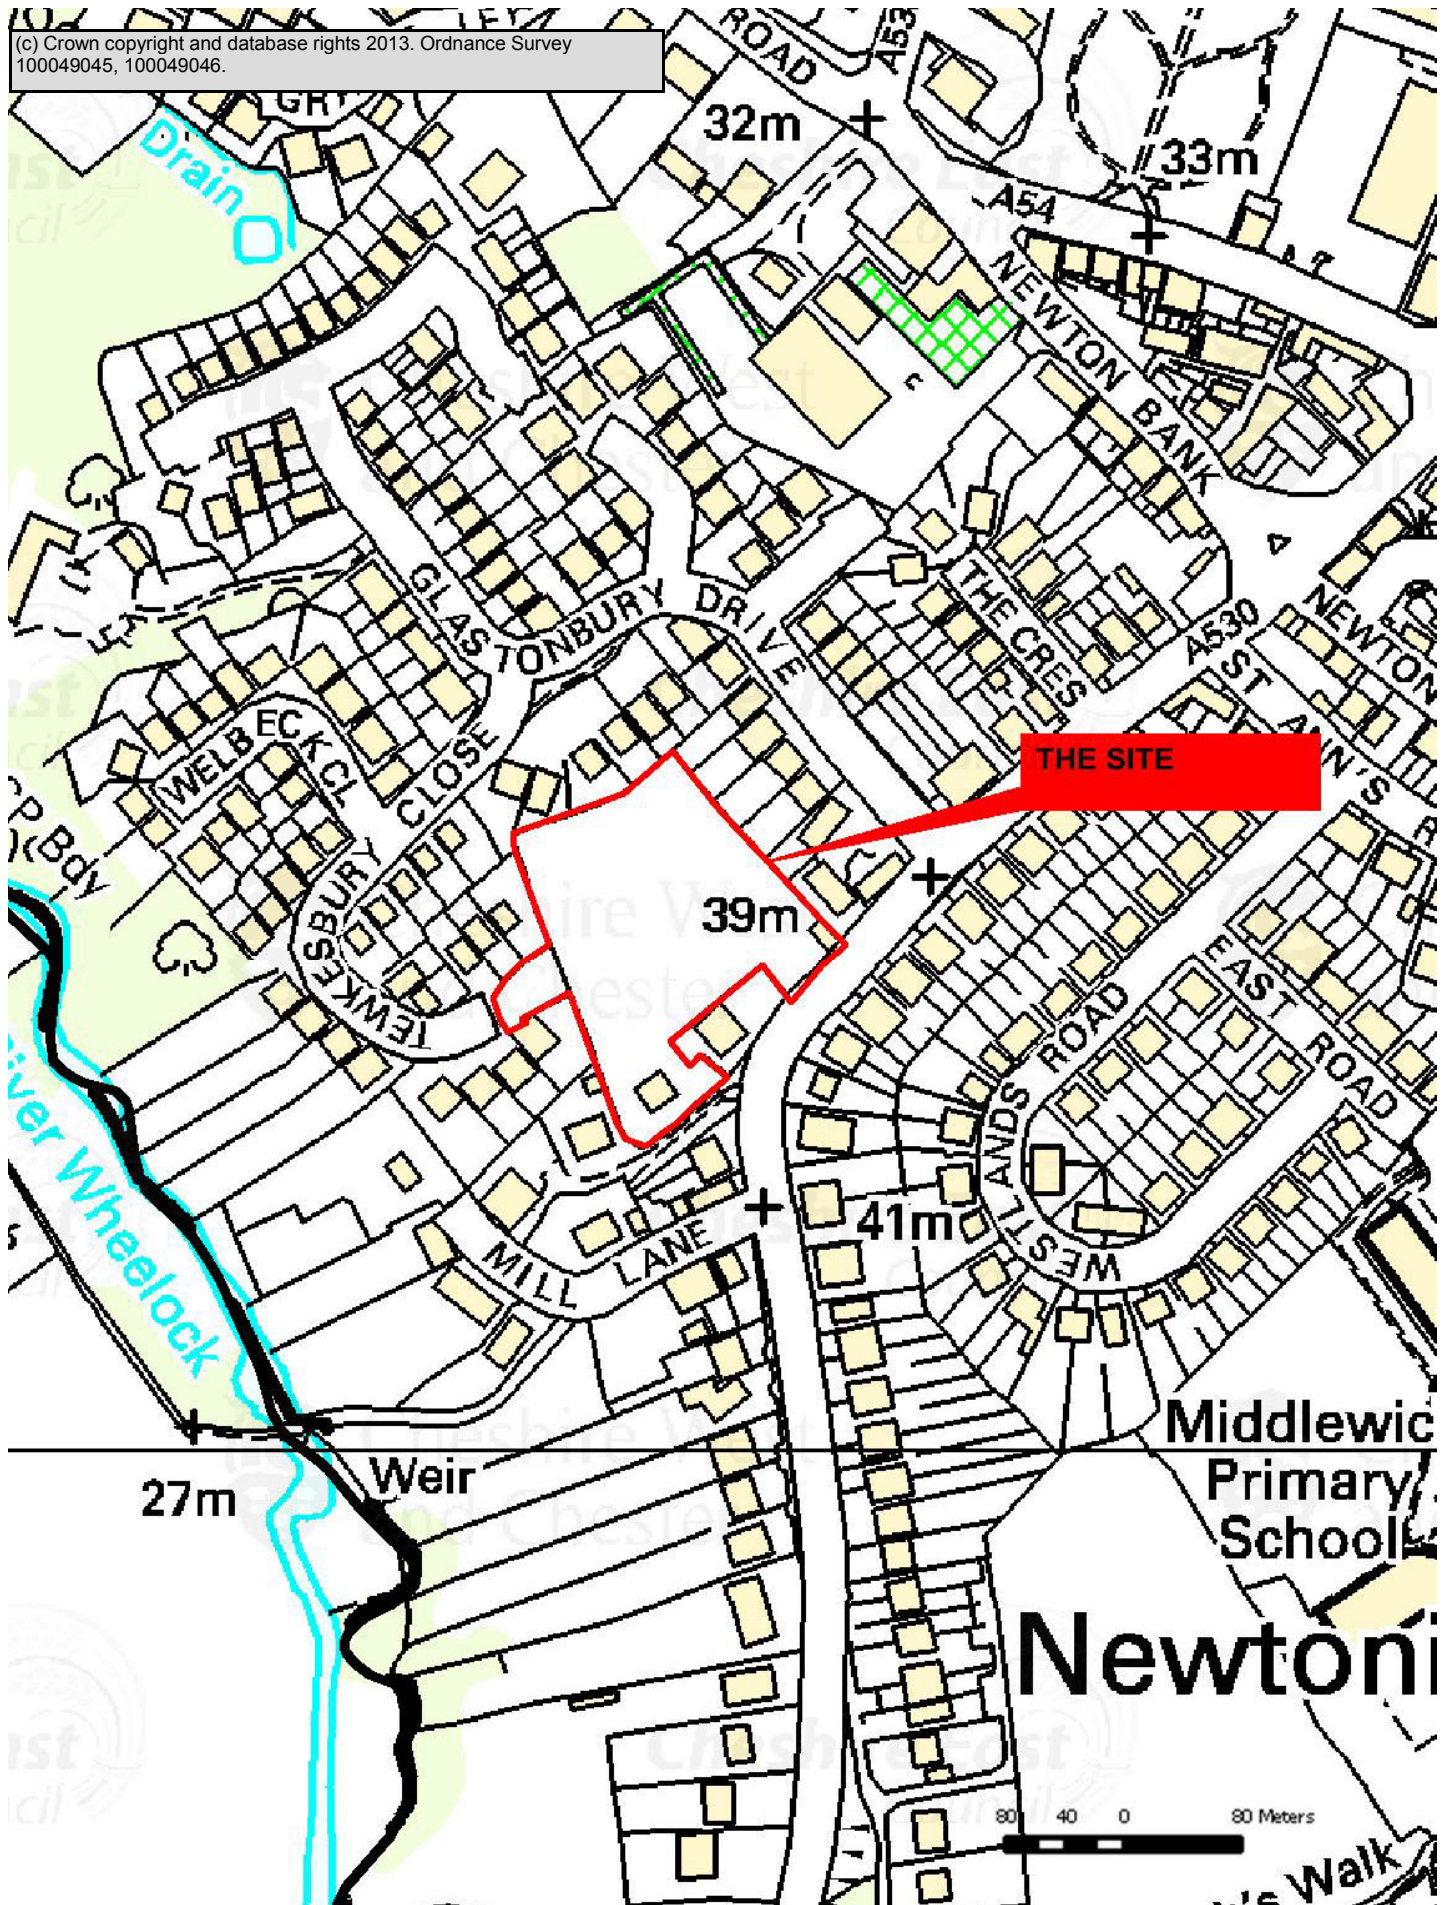 (c) Crown copyright and database rights 2013. Ordnance Survey
100049045, 100049046.
ROAD
A53
Drain
32m
33m
A54
NEWTON BANK
GLASTONBURY DRIVE
THE CRES
A530
NEWTON
ST ANN'S
WELBECK CL
CLOSE
THE SITE
Bay
TEWKESBURY
39m
EAST ROAD
WESTLANDS ROAD
River Wheelock
41m
MILL LANE
Middlewic
Primary
School
27m
Weir
Newtoni
80 40 0 80 Meters
Walk